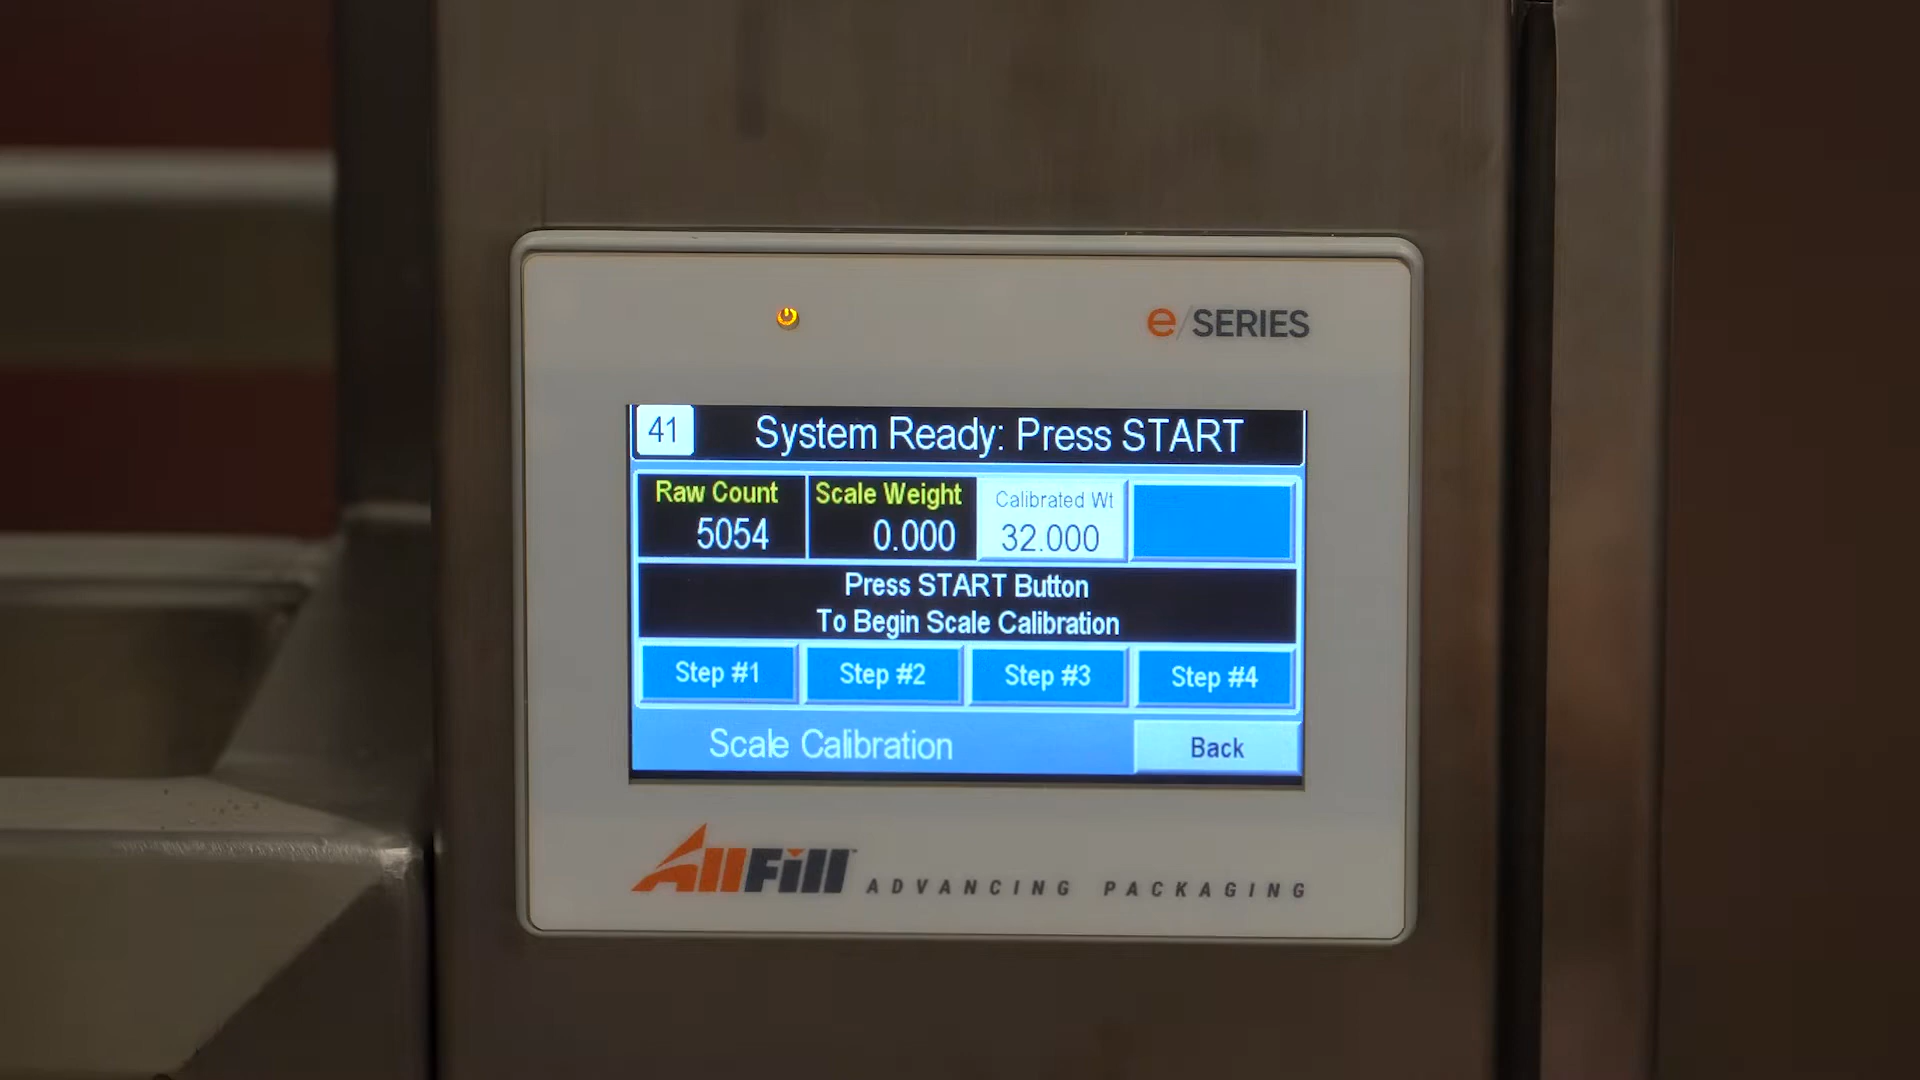 e/SERIES
41 System Ready: Press START
Raw Count Scale Weight Calibrated Wt
5054 0.000 32.000
Press START Button
To Begin Scale Calibration
Step #1 Step #2 Step #3 Step #4
Scale Calibration Back
AllFill™ ADVANCING PACKAGING